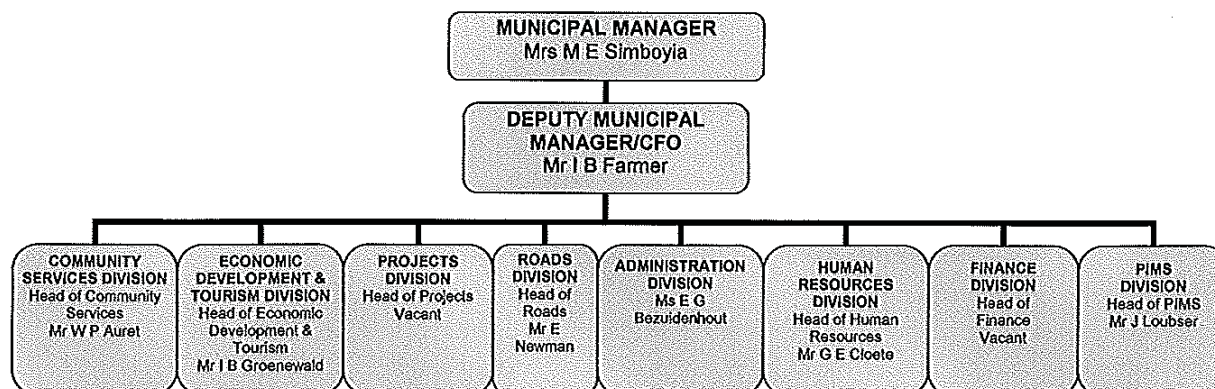 MUNICIPAL MANAGER
Mrs M E Simboyia
DEPUTY MUNICIPAL
MANAGER/CFO
Mr I B Farmer
COMMUNITY
SERVICES DIVISION
Head of Community
Services
Mr W P Auret
ECONOMIC
DEVELOPMENT &
TOURISM DIVISION
Head of Economic
Development &
Tourism
Mr I B Groenewald
PROJECTS
DIVISION
Head of Projects
Vacant
ROADS
DIVISION
Head of
Roads
Mr E
Newman
ADMINISTRATION
DIVISION
Ms E G
Bezuidenhout
HUMAN
RESOURCES
DIVISION
Head of Human
Resources
Mr G E Cloete
FINANCE
DIVISION
Head of
Finance
Vacant
PIMS
DIVISION
Head of PIMS
Mr J Loubser